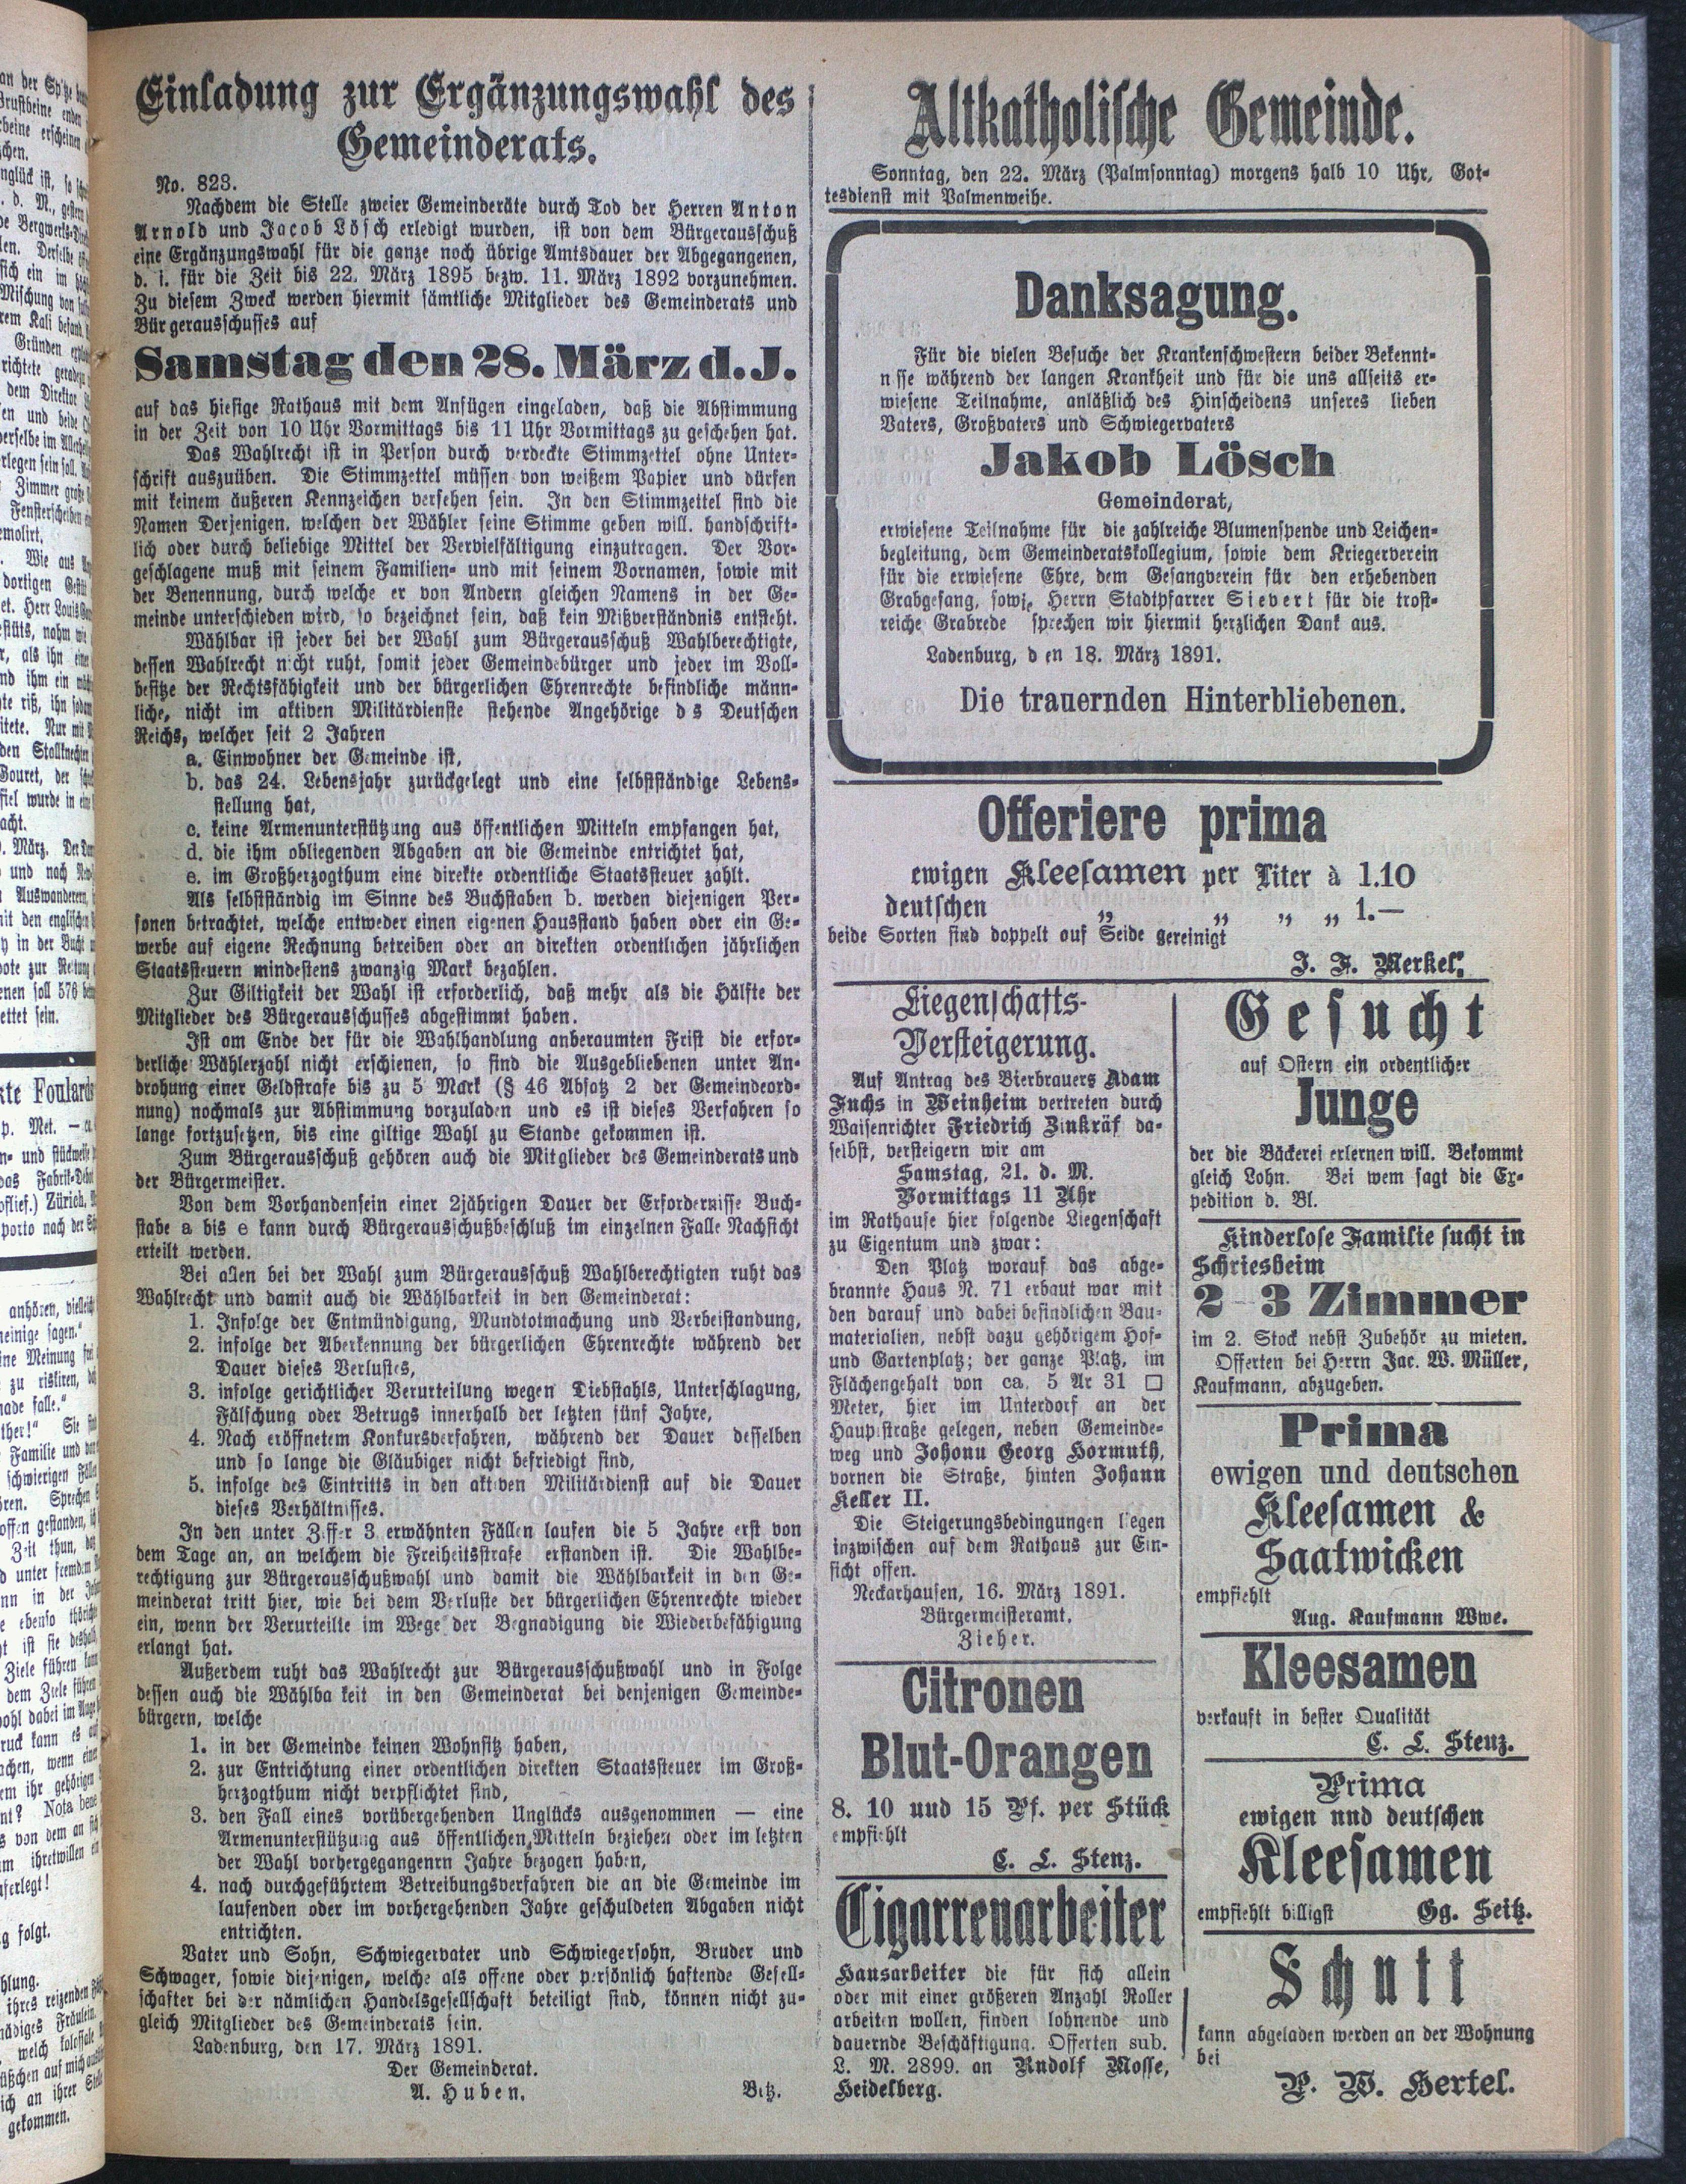 Einladung zur Ergänzungswahl des
Gemeinderats.
No. 823.
Nachdem die Stelle zweier Gemeinderäte durch Tod der Herren Anton
Arnold und Jacob Lösch erledigt wurden, ist von dem Bürgerausschuß
eine Ergänzungswahl für die ganze noch übrige Amtsdauer der Abgegangenen,
d. i. für die Zeit bis 22. März 1895 bezw. 11. März 1892 vorzunehmen.
Zu diesem Zweck werden hiermit sämtliche Mitglieder des Gemeinderats und
Bürgerausschusses auf
Samstag den 28. März d. J.
auf das hiesige Rathaus mit dem Anfügen eingeladen, daß die Abstimmung
in der Zeit von 10 Uhr Vormittags bis 11 Uhr Vormittags zu geschehen hat.
Das Wahlrecht ist in Person durch verdeckte Stimmzettel ohne Unter-
schrift auszuüben. Die Stimmzettel müssen von weißem Papier und dürfen
mit keinem äußeren Kennzeichen versehen sein. In den Stimmzettel sind die
Namen Derjenigen, welchen der Wähler seine Stimme geben will, handschrift-
lich oder durch beliebige Mittel der Vervielfältigung einzutragen. Der Vor-
geschlagene muß mit seinem Familien- und mit seinem Vornamen, sowie mit
der Benennung, durch welche er von Andern gleichen Namens in der Ge-
meinde unterschieden wird, so bezeichnet sein, daß kein Mißverständnis entsteht.
Wählbar ist jeder bei der Wahl zum Bürgerausschuß Wahlberechtigte,
dessen Wahlrecht nicht ruht, somit jeder Gemeindebürger und jeder im Voll-
besitze der Rechtsfähigkeit und der bürgerlichen Ehrenrechte befindliche männ-
liche, nicht im aktiven Militärdienste stehende Angehörige d s Deutschen
Reichs, welcher seit 2 Jahren
a. Einwohner der Gemeinde ist,
b. das 24. Lebensjahr zurückgelegt und eine selbstständige Lebens-
stellung hat,
c. keine Armenunterstützung aus öffentlichen Mitteln empfangen hat,
d. die ihm obliegenden Abgaben an die Gemeinde entrichtet hat,
e. im Großherzogthum eine direkte ordentliche Staatssteuer zahlt.
Als selbstständig im Sinne des Buchstaben b. werden diejenigen Per-
sonen betrachtet, welche entweder einen eigenen Hausstand haben oder ein Ge-
werbe auf eigene Rechnung betreiben oder an direkten ordentlichen jährlichen
Staatssteuern mindestens zwanzig Mark bezahlen.
Zur Giltigkeit der Wahl ist erforderlich, daß mehr als die Hälfte der
Mitglieder des Bürgerausschusses abgestimmt haben.
Ist am Ende der für die Wahlhandlung anberaumten Frist die erfor-
derliche Wählerzahl nicht erschienen, so sind die Ausgebliebenen unter An-
drohung einer Geldstrafe bis zu 5 Mark (§ 46 Absatz 2 der Gemeindeord-
nung) nochmals zur Abstimmung vorzuladen und es ist dieses Verfahren so
lange fortzusetzen, bis eine giltige Wahl zu Stande gekommen ist.
Zum Bürgerausschuß gehören auch die Mitglieder des Gemeinderats und
der Bürgermeister.
Von dem Vorhandensein einer 2jährigen Dauer der Erfordernisse Buch-
stabe a bis e kann durch Bürgerausschußbeschluß im einzelnen Falle Nachsicht
erteilt werden.
Bei allen bei der Wahl zum Bürgerausschuß Wahlberechtigten ruht das
Wahlrecht und damit auch die Wählbarkeit in den Gemeinderat:
1. Infolge der Entmündigung, Mundtotmachung und Verbeistandung,
2. infolge der Aberkennung der bürgerlichen Ehrenrechte während der
Dauer dieses Verlustes,
3. infolge gerichtlicher Verurteilung wegen Diebstahls, Unterschlagung,
Fälschung oder Betrugs innerhalb der letzten fünf Jahre,
4. Nach eröffnetem Konkursverfahren, während der Dauer desselben
und so lange die Gläubiger nicht befriedigt sind,
5. infolge des Eintritts in den aktiven Militärdienst auf die Dauer
dieses Verhältnisses.
In den unter Ziffer 3 erwähnten Fällen laufen die 5 Jahre erst von
dem Tage an, an welchem die Freiheitsstrafe erstanden ist. Die Wahlbe-
rechtigung zur Bürgerausschußwahl und damit die Wählbarkeit in den Ge-
meinderat tritt hier, wie bei dem Verluste der bürgerlichen Ehrenrechte wieder
ein, wenn der Verurteilte im Wege der Begnadigung die Wiederbefähigung
erlangt hat.
Außerdem ruht das Wahlrecht zur Bürgerausschußwahl und in Folge
dessen auch die Wählba keit in den Gemeinderat bei denjenigen Gemeinde-
bürgern, welche
1. in der Gemeinde keinen Wohnsitz haben,
2. zur Entrichtung einer ordentlichen direkten Staatssteuer im Groß-
herzogthum nicht verpflichtet sind,
3. den Fall eines vorübergehenden Unglücks ausgenommen — eine
Armenunterstützung aus öffentlichen Mitteln beziehen oder im letzten
der Wahl vorhergegangenrn Jahre bezogen haben,
4. nach durchgeführtem Betreibungsverfahren die an die Gemeinde im
laufenden oder im vorhergehenden Jahre geschuldeten Abgaben nicht
entrichten.
Vater und Sohn, Schwiegervater und Schwiegersohn, Bruder und
Schwager, sowie diejenigen, welche als offene oder persönlich haftende Gesell-
schafter bei der nämlichen Handelsgesellschaft beteiligt sind, können nicht zu-
gleich Mitglieder des Gemeinderats sein.
Ladenburg, den 17. März 1891.
Der Gemeinderat.
A. Huben. Betz.
Altkatholische Gemeinde.
Sonntag, den 22. März (Palmsonntag) morgens halb 10 Uhr, Got-
tesdienst mit Palmenweihe.
Danksagung.
Für die vielen Besuche der Krankenschwestern beider Bekennt-
n sse während der langen Krankheit und für die uns allseits er-
wiesene Teilnahme, anläßlich des Hinscheidens unseres lieben
Vaters, Großvaters und Schwiegervaters
Jakob Lösch
Gemeinderat,
erwiesene Teilnahme für die zahlreiche Blumenspende und Leichen-
begleitung, dem Gemeinderatskollegium, sowie dem Kriegerverein
für die erwiesene Ehre, dem Gesangverein für den erhebenden
Grabgesang, sowie Herrn Stadtpfarrer Siebert für die trost-
reiche Grabrede sprechen wir hiermit herzlichen Dank aus.
Ladenburg, den 18. März 1891.
Die trauernden Hinterbliebenen.
Offeriere prima
ewigen Kleesamen per Liter à 1.10
deutschen „ „ „ „ 1.—
beide Sorten sind doppelt auf Seide gereinigt
J. F. Merkel.
Liegenschafts-
Versteigerung.
Auf Antrag des Bierbrauers Adam
Fuchs in Weinheim vertreten durch
Waisenrichter Friedrich Zinkräf da-
selbst, versteigern wir am
Samstag, 21. d. M.
Vormittags 11 Uhr
im Rathause hier folgende Liegenschaft
zu Eigentum und zwar:
Den Platz worauf das abge-
brannte Haus N. 71 erbaut war mit
den darauf und dabei befindlichen Bau-
materialien, nebst dazu gehörigem Hof-
und Gartenplatz; der ganze Platz, im
Flächengehalt von ca. 5 Ar 31 □
Meter, hier im Unterdorf an der
Hauptstraße gelegen, neben Gemeinde-
weg und Johonu Georg Hormuth,
vornen die Straße, hinten Johann
Keller II.
Die Steigerungsbedingungen liegen
inzwischen auf dem Rathaus zur Ein-
sicht offen.
Neckarhausen, 16. März 1891.
Bürgermeisteramt.
Zieher.
Citronen
Blut-Orangen
8. 10 und 15 Pf. per Stück
empfiehlt
C. L. Stenz.
Cigarrenarbeiter
Hausarbeiter die für sich allein
oder mit einer größeren Anzahl Roller
arbeiten wollen, finden lohnende und
dauernde Beschäftigung. Offerten sub.
L. M. 2899. an Rudolf Mosse,
Heidelberg.
Gesucht
auf Ostern ein ordentlicher
Junge
der die Bäckerei erlernen will. Bekommt
gleich Lohn. Bei wem sagt die Ex-
pedition d. Bl.
Kinderlose Familie sucht in
Schriesheim
2—3 Zimmer
im 2. Stock nebst Zubehör zu mieten.
Offerten bei Herrn Jac. W. Müller,
Kaufmann, abzugeben.
Prima
ewigen und deutschen
Kleesamen &
Saatwicken
empfiehlt
Aug. Kaufmann Wwe.
Kleesamen
verkauft in bester Qualität
C. L. Stenz.
Prima
ewigen und deutschen
Kleesamen
empfiehlt billigst Gg. Seitz.
Schutt
kann abgeladen werden an der Wohnung
bei
P. W. Hertel.